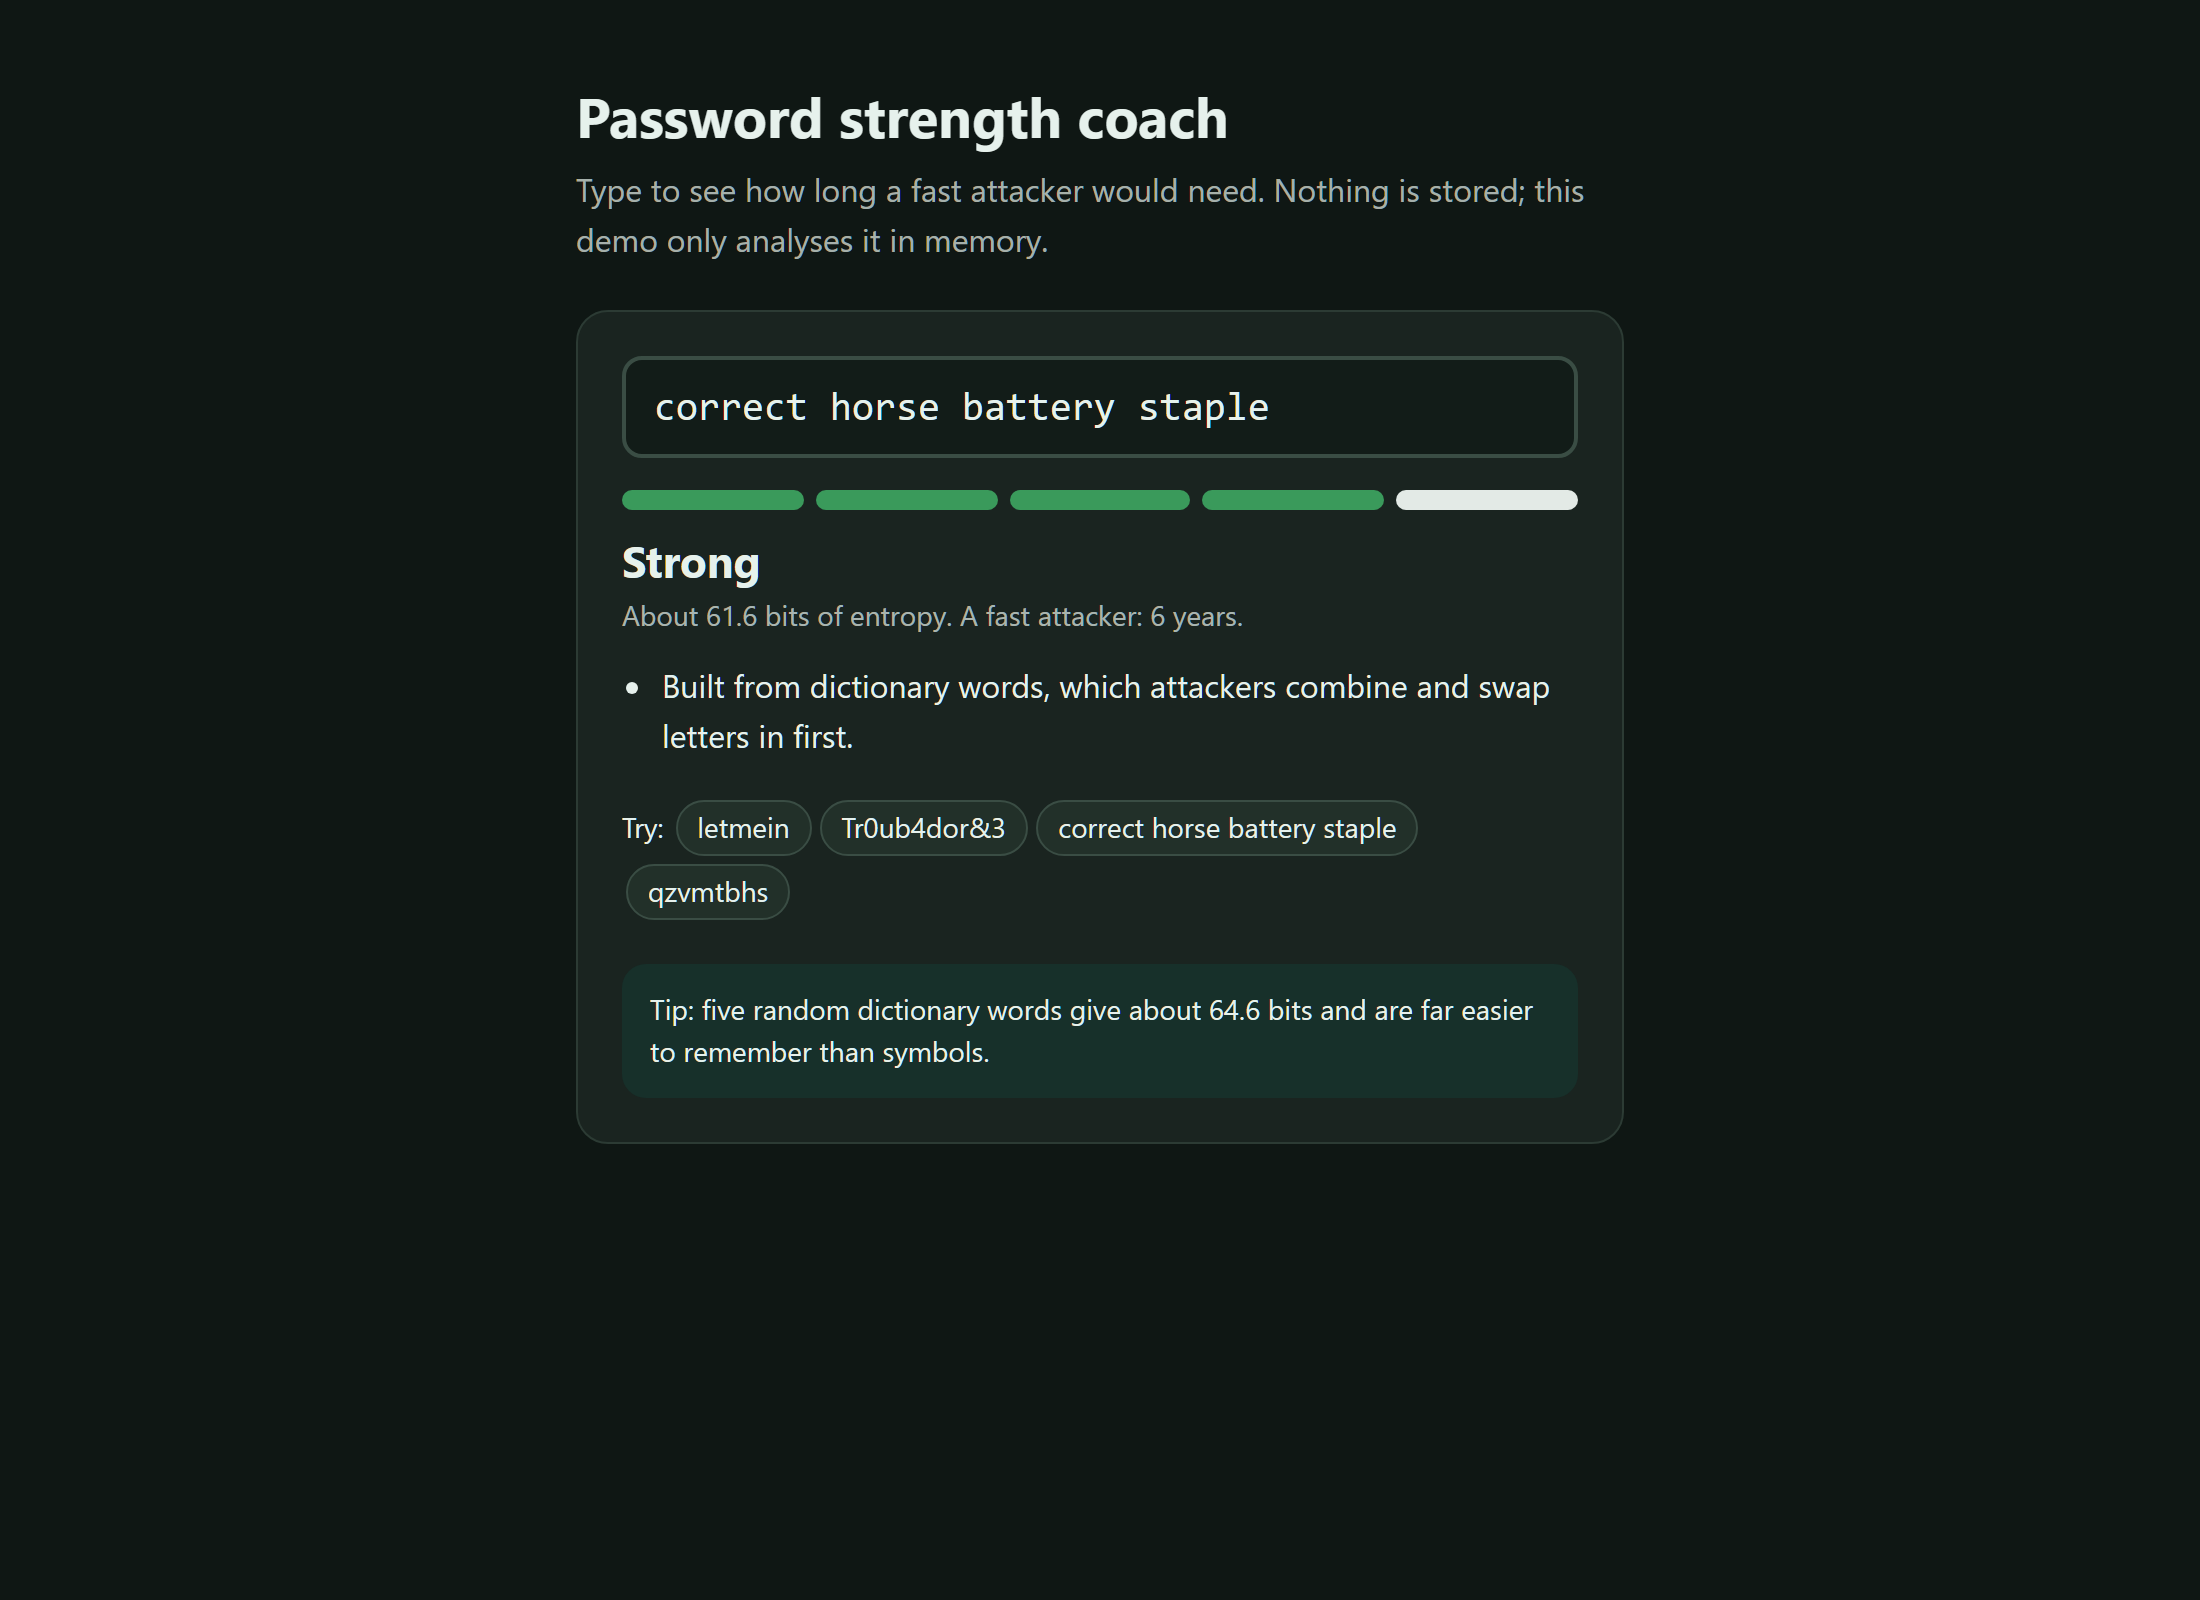 Password strength coach
Type to see how long a fast attacker would need. Nothing is stored; this
demo only analyses it in memory.
correct horse battery staple
Strong
About 61.6 bits of entropy. A fast attacker: 6 years.
Built from dictionary words, which attackers combine and swap
letters in first.
Try: letmein Tr0ub4dor&3 correct horse battery staple
qzvmtbhs
Tip: five random dictionary words give about 64.6 bits and are far easier
to remember than symbols.